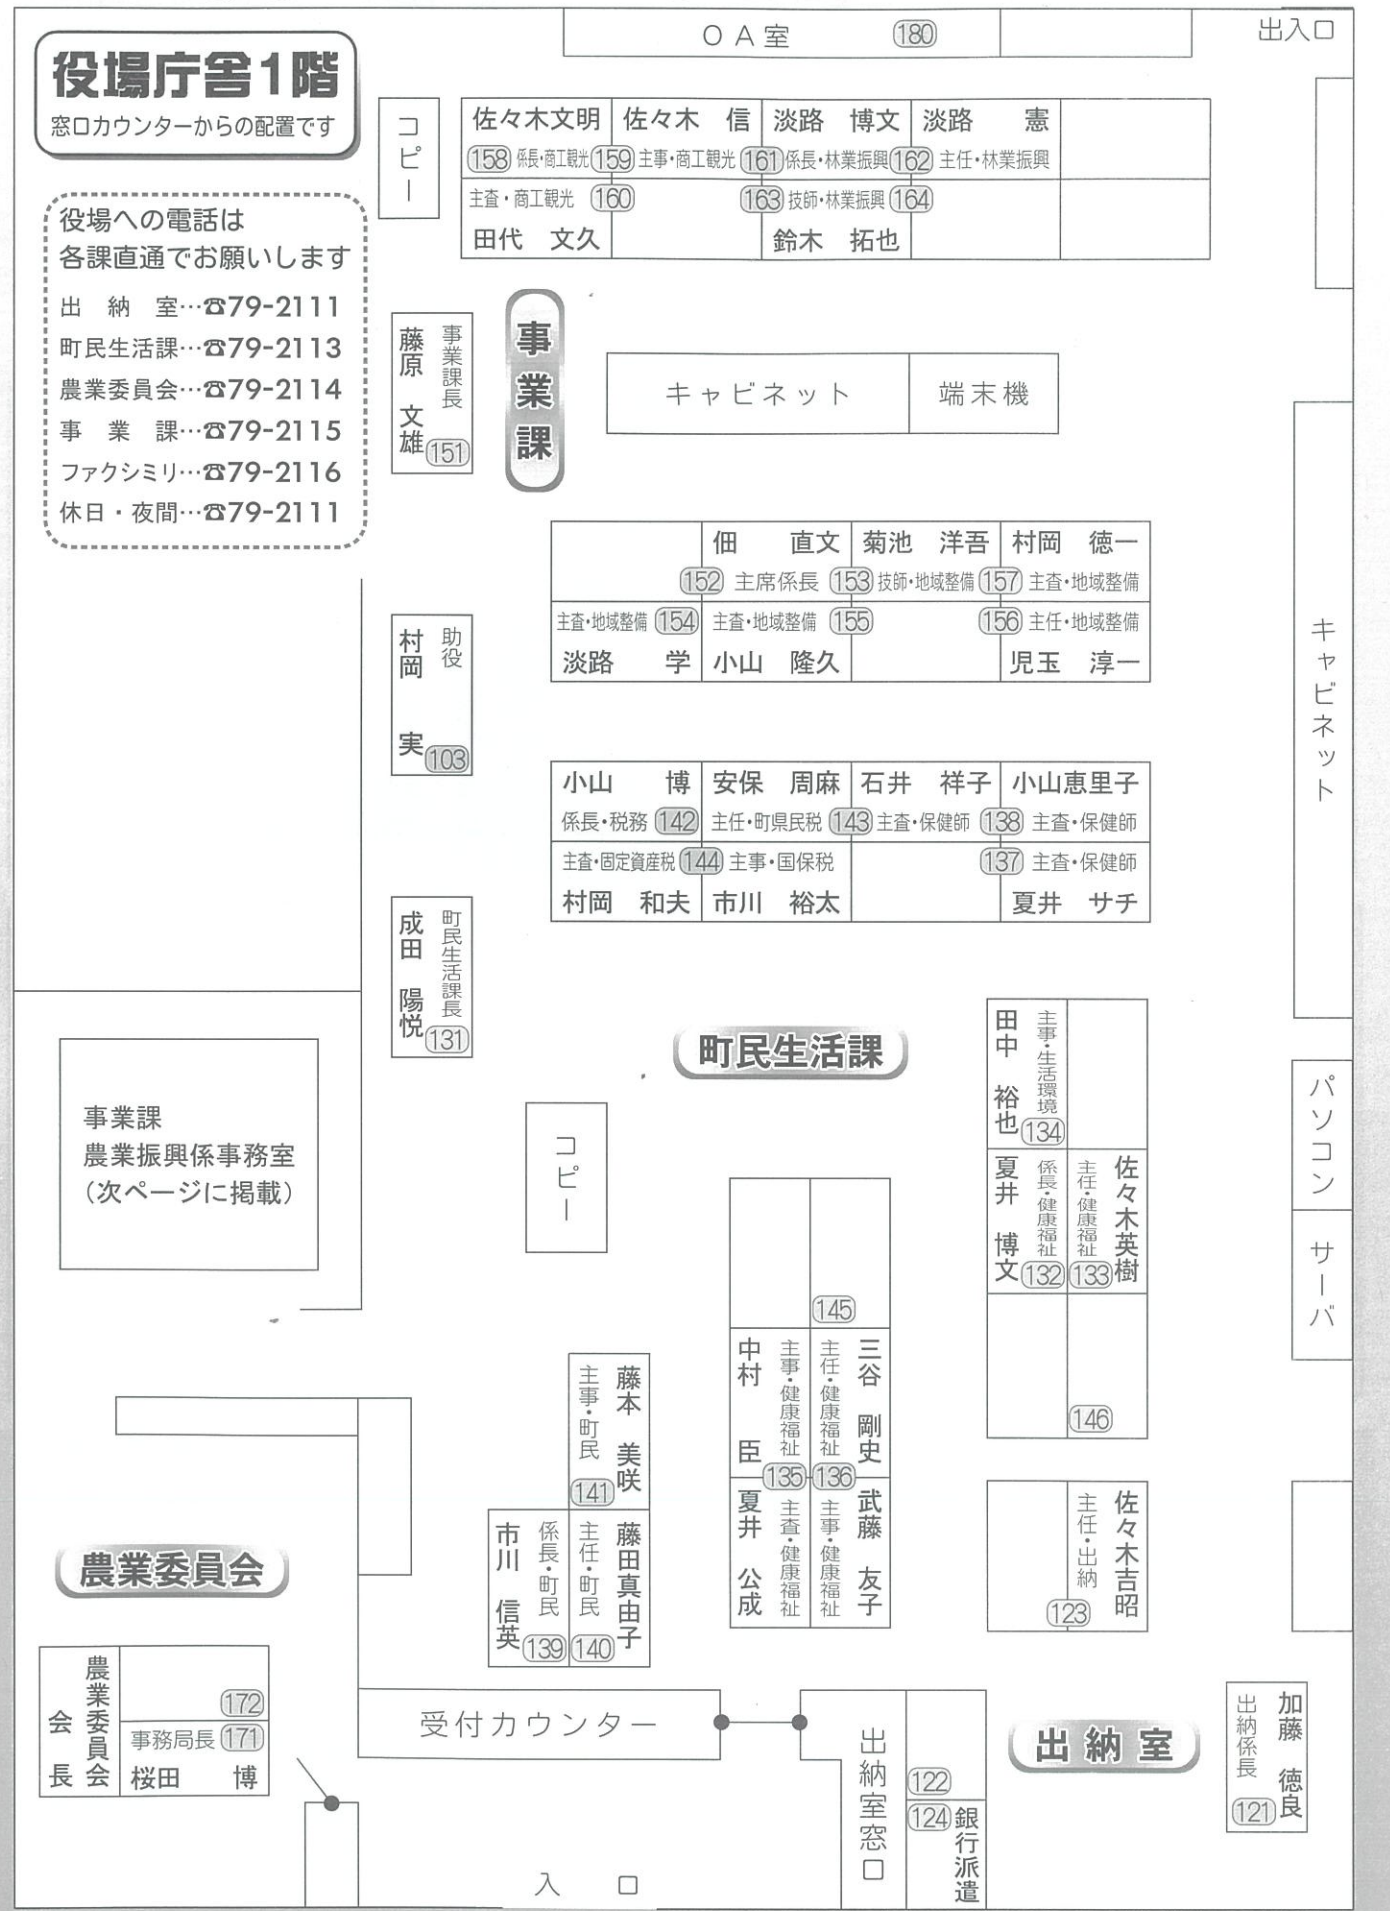 役場庁舎1階
窓口カウンターからの配置です
役場への電話は
各課直通でお願いします
出納室…☎79-2111
町民生活課…☎79-2113
農業委員会…☎79-2114
事業課…☎79-2115
ファクシミリ…☎79-2116
休日・夜間…☎79-2111
OA室 180
出入口
コピー
佐々木文明 佐々木 信 淡路 博文 淡路 憲
158 係長・商工観光 159 主事・商工観光 161 係長・林業振興 162 主任・林業振興
主査・商工観光 160 163 技師・林業振興 164
田代 文久 鈴木 拓也
事業課長
藤原 文雄 151
事業課
キャビネット 端末機
佃 直文 菊池 洋吾 村岡 徳一
152 主席係長 153 技師・地域整備 157 主査・地域整備
主査・地域整備 154 主査・地域整備 155 156 主任・地域整備
淡路 学 小山 隆久 児玉 淳一
助役
村岡 実 103
キャビネット
小山 博 安保 周麻 石井 祥子 小山恵里子
係長・税務 142 主任・町県民税 143 主査・保健師 138 主査・保健師
主査・固定資産税 144 主事・国保税 137 主査・保健師
村岡 和夫 市川 裕太 夏井 サチ
町民生活課長
成田 陽悦 131
町民生活課
事業課
農業振興係事務室
（次ページに掲載）
コピー
主事・生活環境
田中 裕也 134
係長・健康福祉
夏井 博文 132
佐々木英樹
主任・健康福祉 133
146
パソコン
サーバ
145
三谷 剛史
主任・健康福祉
主事・健康福祉
中村 臣
135 136
武藤 友子
主事・健康福祉
主査・健康福祉
夏井 公成
藤本 美咲
主事・町民 141
藤田真由子
主任・町民 140
係長・町民 139
市川 信英
佐々木吉昭
主任・出納
123
農業委員会
農業委員会
会長
172
事務局長 171
桜田 博
受付カウンター
出納室窓口
122
124 銀行派遣
出納室
加藤 徳良
出納係長 121
入口